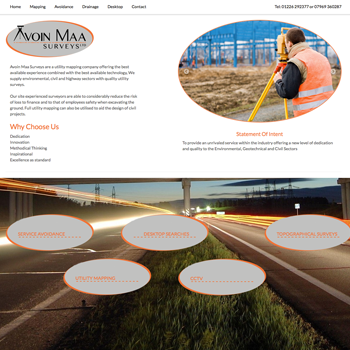 Home Mapping Avoidance Drainage Desktop Contact Tel: 01226 292377 or 07969 360287
Avoin Maa
Surveys Ltd
Avoin Maa Surveys are a utility mapping company offering the best
available experience combined with the best available technology. We
supply environmental, civil and highway sectors with quality utility
surveys.
Our site experienced surveyors are able to considerably reduce the risk
of loss to finance and to that of employees safety when excavating the
ground. Full utility mapping can also be utilised to aid the design of civil
projects.
Why Choose Us
Dedication
Innovation
Methodical Thinking
Inspirational
Excellence as standard
Statement Of Intent
To provide an unrivaled service within the industry offering a new level of dedication
and quality to the Environmental, Geotechnical and Civil Sectors
SERVICE AVOIDANCE
DESKTOP SEARCHES
TOPOGRAPHICAL SURVEYS
UTILITY MAPPING
CCTV